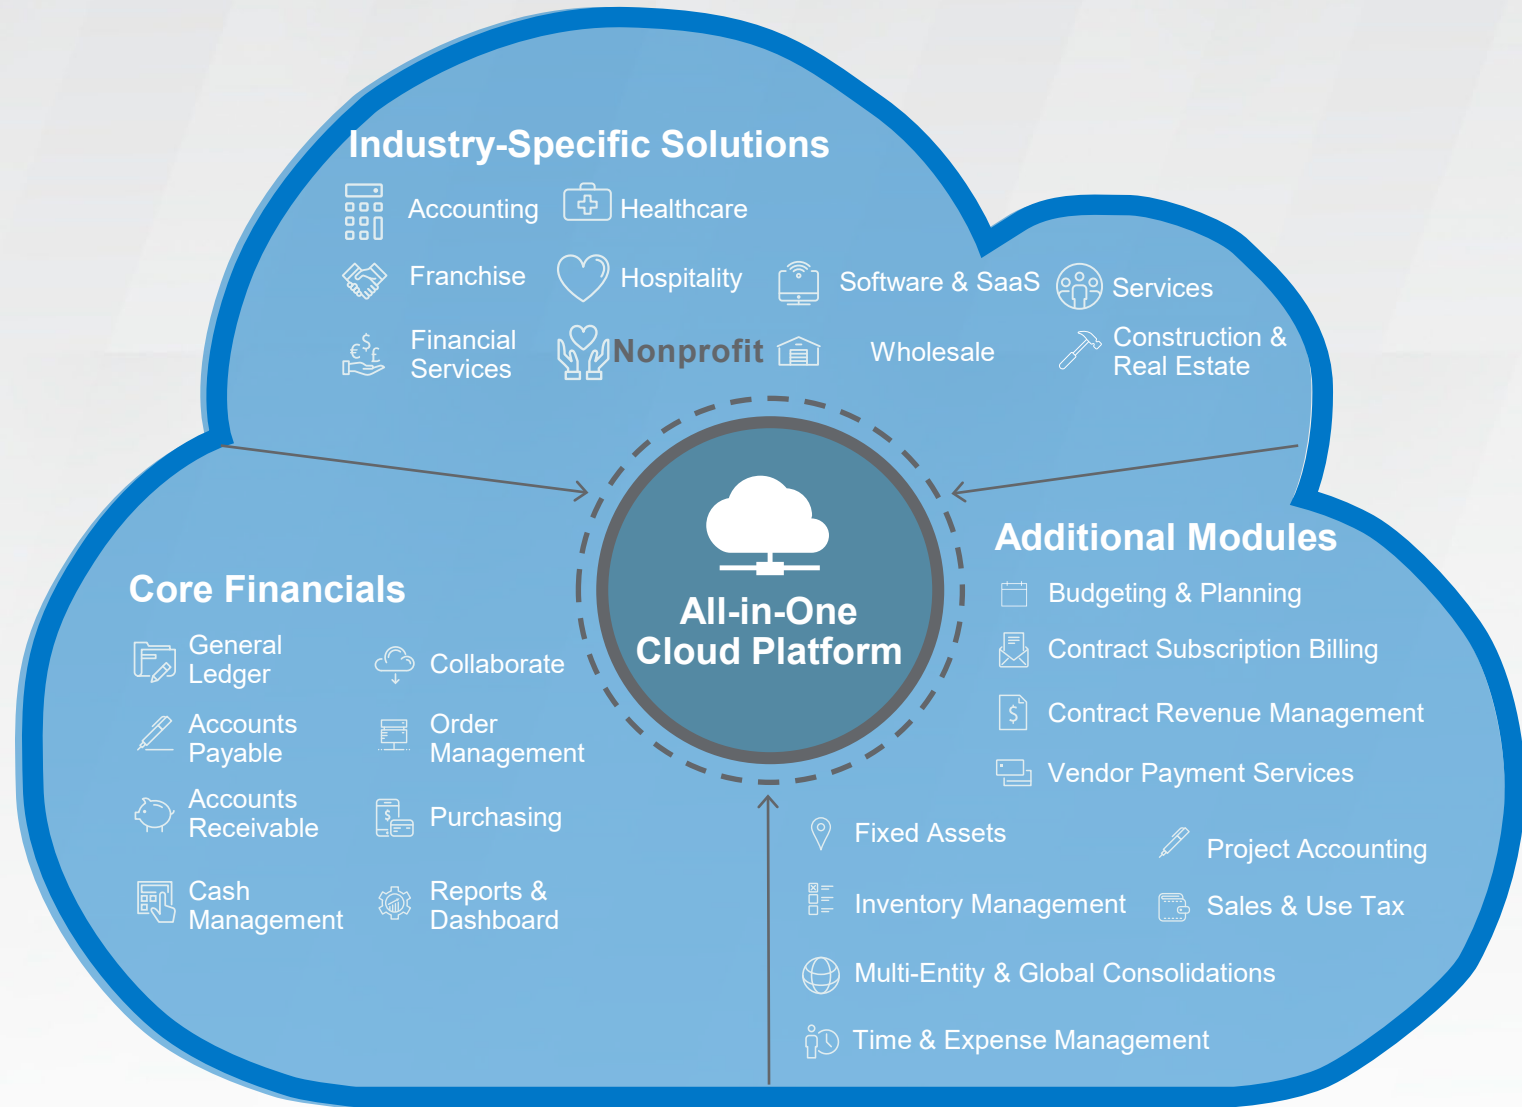 Industry-Specific Solutions
Accounting
Healthcare
Franchise
Hospitality
Software & SaaS
Services
Financial
Services
Nonprofit
Wholesale
Construction &
Real Estate
All-in-One
Cloud Platform
Core Financials
General
Ledger
Collaborate
Accounts
Payable
Order
Management
Accounts
Receivable
Purchasing
Cash
Management
Reports &
Dashboard
Additional Modules
Budgeting & Planning
Contract Subscription Billing
Contract Revenue Management
Vendor Payment Services
Fixed Assets
Project Accounting
Inventory Management
Sales & Use Tax
Multi-Entity & Global Consolidations
Time & Expense Management